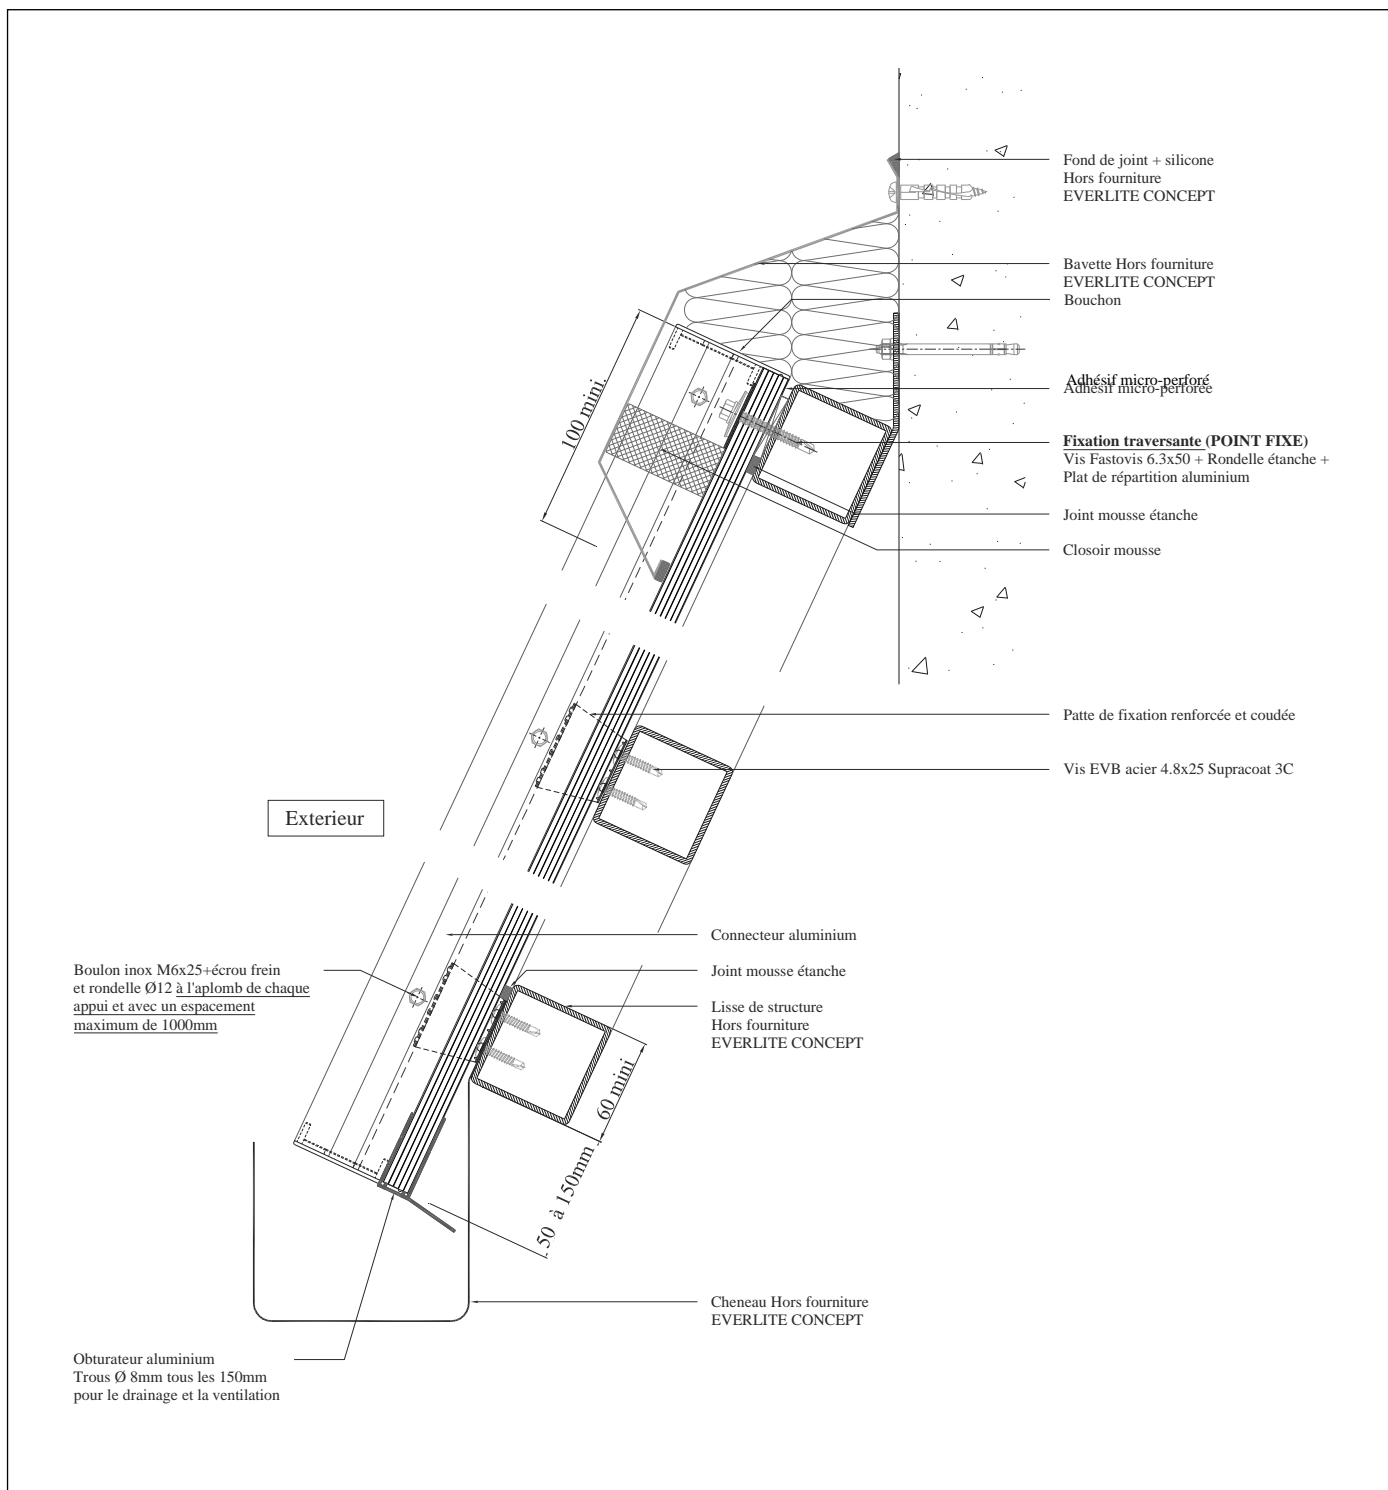 Fond de joint + silicone
Hors fourniture
EVERLITE CONCEPT
Bavette Hors fourniture
EVERLITE CONCEPT
Bouchon
Adhésif micro-perforé
Adhésif micro-perforée
100 mini.
Fixation traversante (POINT FIXE)
Vis Fastovis 6.3x50 + Rondelle étanche +
Plat de répartition aluminium
Joint mousse étanche
Closoir mousse
Patte de fixation renforcée et coudée
Vis EVB acier 4.8x25 Supracoat 3C
Exterieur
Connecteur aluminium
Joint mousse étanche
Lisse de structure
Hors fourniture
EVERLITE CONCEPT
Boulon inox M6x25+écrou frein
et rondelle Ø12 à l'aplomb de chaque
appui et avec un espacement
maximum de 1000mm
60 mini
50 à 150mm
Cheneau Hors fourniture
EVERLITE CONCEPT
Obturateur aluminium
Trous Ø 8mm tous les 150mm
pour le drainage et la ventilation